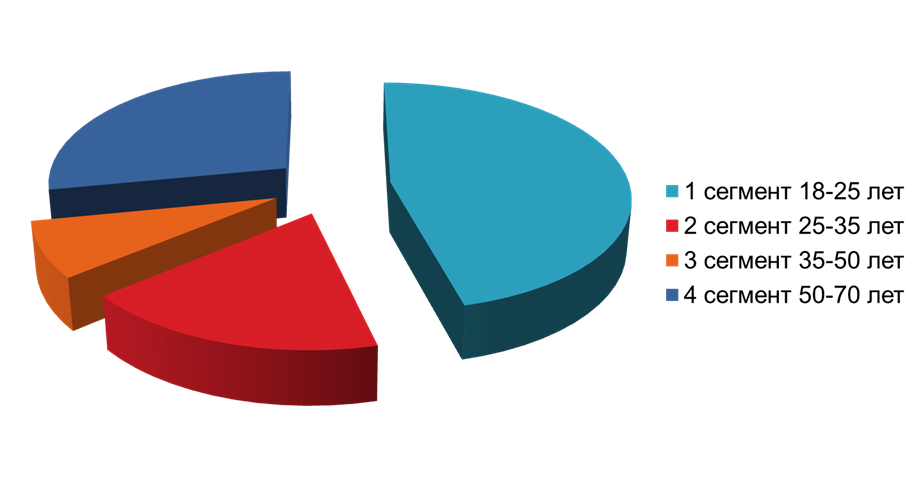 1 сегмент 18-25 лет
2 сегмент 25-35 лет
3 сегмент 35-50 лет
4 сегмент 50-70 лет